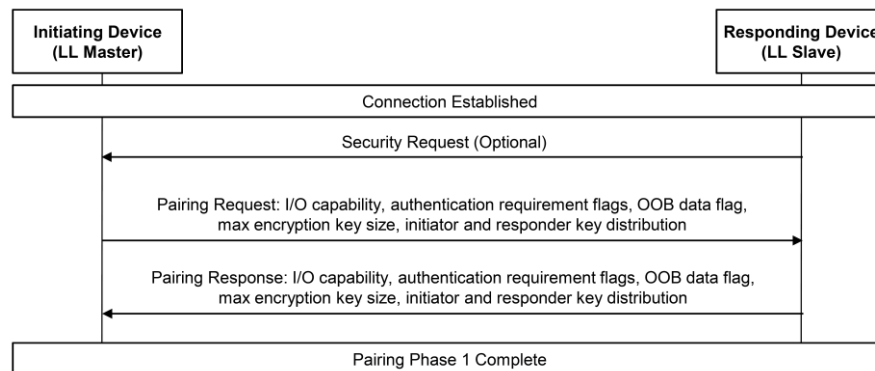 Initiating Device
(LL Master)
Responding Device
(LL Slave)
Connection Established
Security Request (Optional)
Pairing Request: I/O capability, authentication requirement flags, OOB data flag,
max encryption key size, initiator and responder key distribution
Pairing Response: I/O capability, authentication requirement flags, OOB data flag,
max encryption key size, initiator and responder key distribution
Pairing Phase 1 Complete